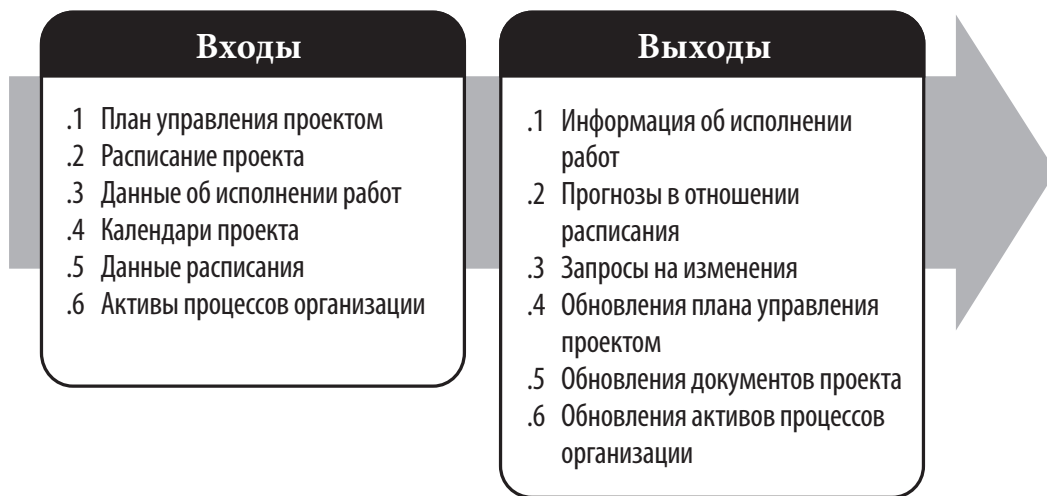 Входы
.1 План управления проектом
.2 Расписание проекта
.3 Данные об исполнении работ
.4 Календари проекта
.5 Данные расписания
.6 Активы процессов организации
Выходы
.1 Информация об исполнении
работ
.2 Прогнозы в отношении
расписания
.3 Запросы на изменения
.4 Обновления плана управления
проектом
.5 Обновления документов проекта
.6 Обновления активов процессов
организации